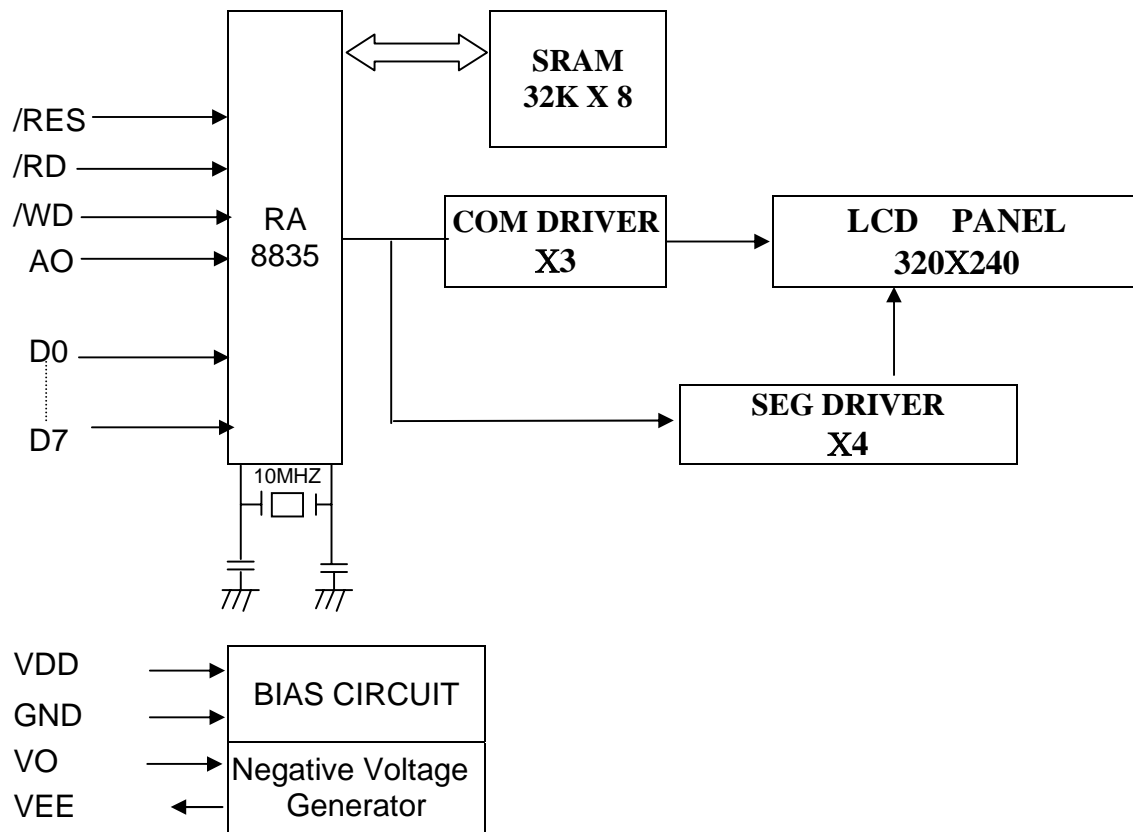 SRAM
32K X 8
/RES
/RD
/WD
AO
D0
D7
RA
8835
COM DRIVER
X3
LCD PANEL
320X240
SEG DRIVER
X4
10MHZ
VDD
GND
VO
VEE
BIAS CIRCUIT
Negative Voltage
Generator